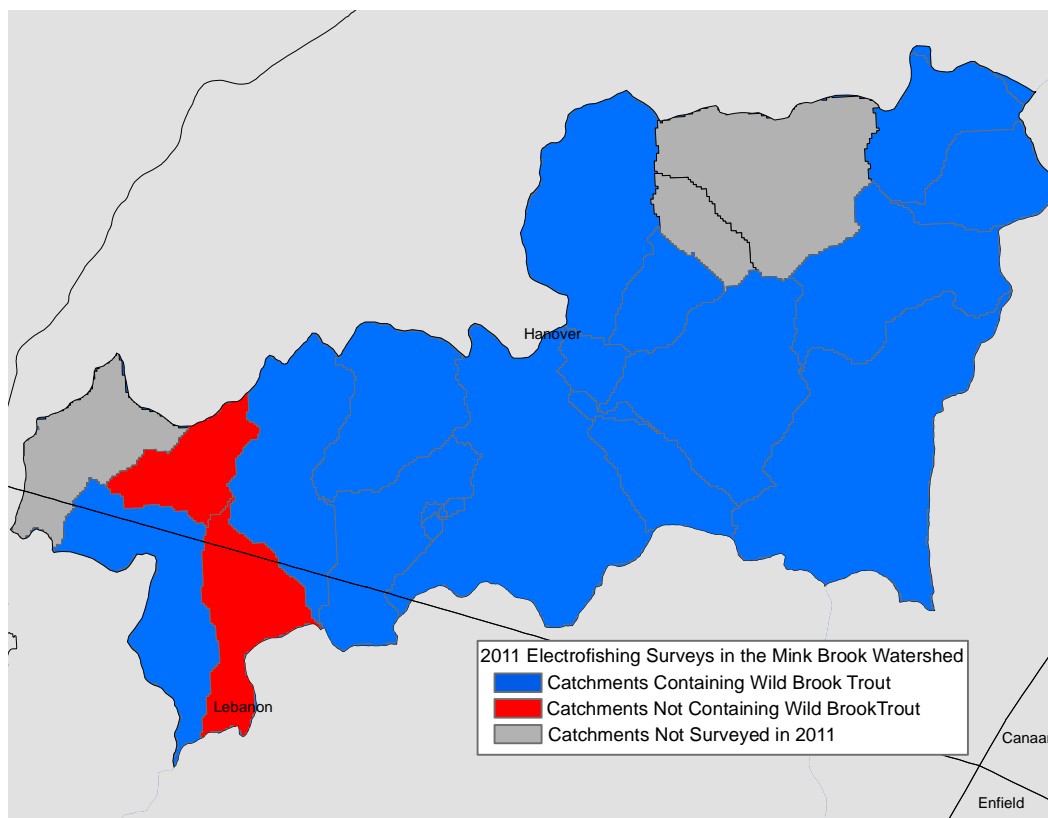 Hanover
2011 Electrofishing Surveys in the Mink Brook Watershed
Catchments Containing Wild Brook Trout
Catchments Not Containing Wild BrookTrout
Catchments Not Surveyed in 2011
Lebanon
Canaan
Enfield